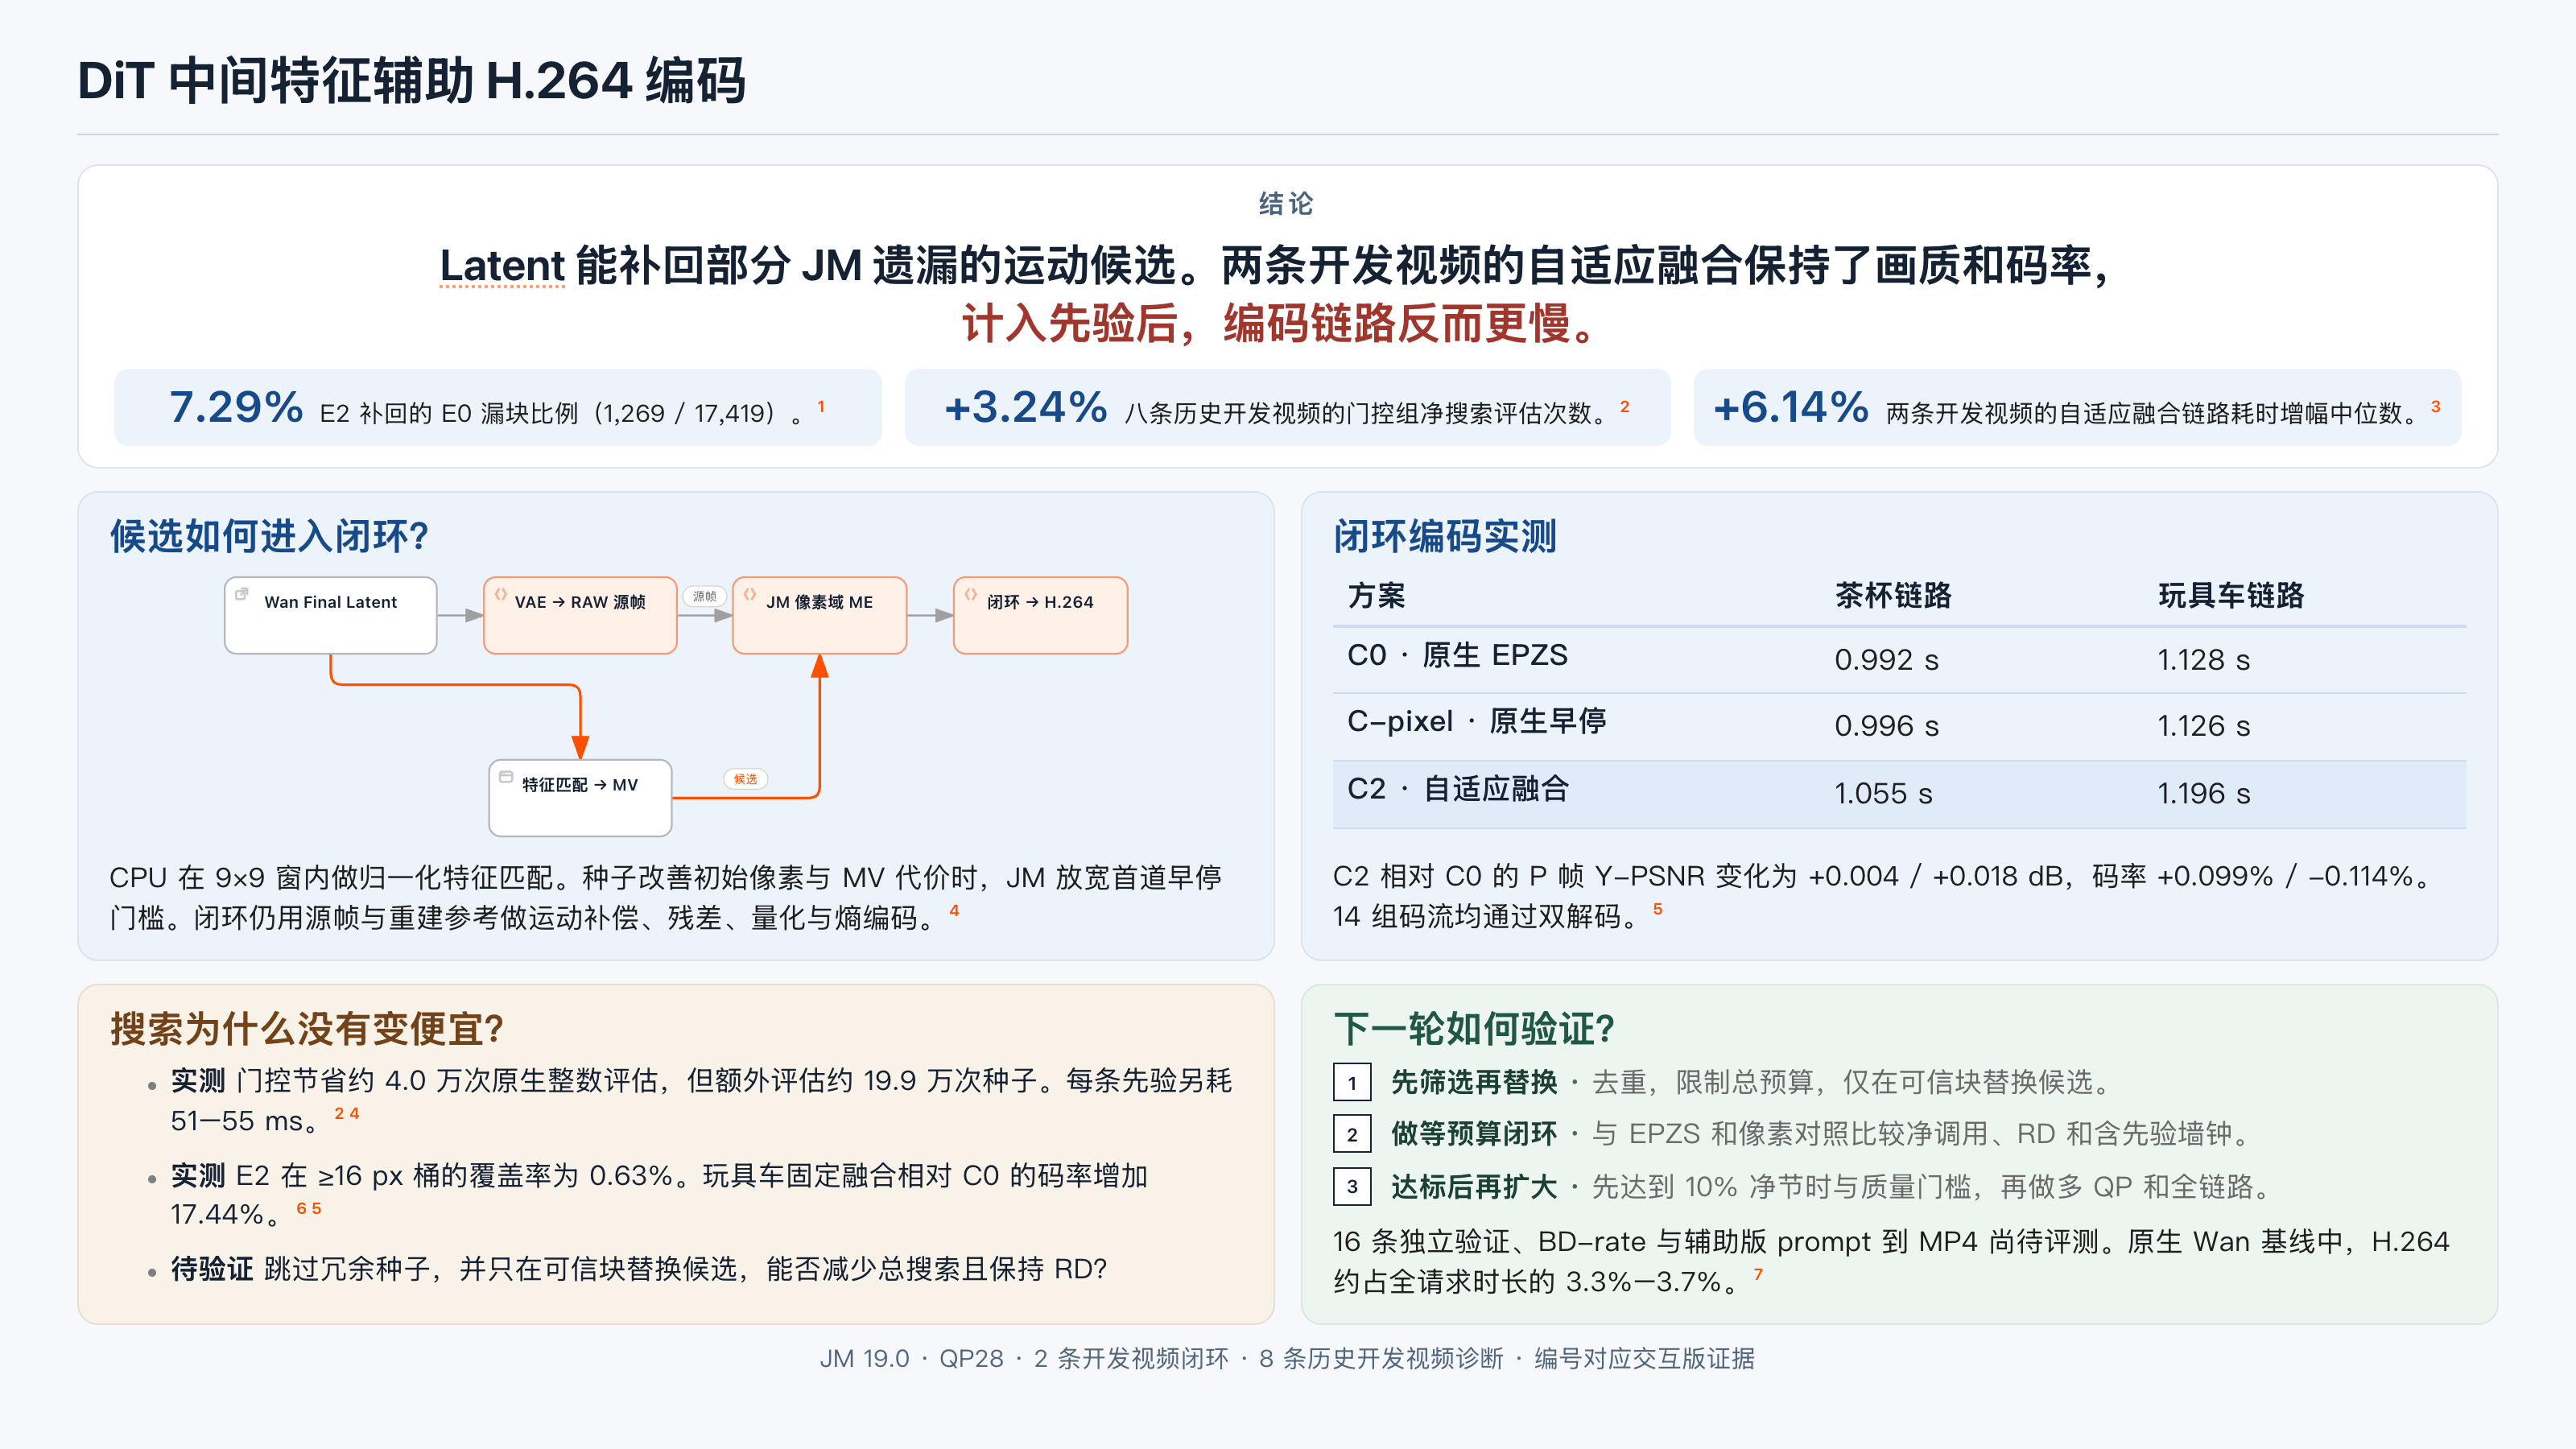 DiT 中间特征辅助 H.264 编码
结论
Latent 能补回部分 JM 遗漏的运动候选。两条开发视频的自适应融合保持了画质和码率，
计入先验后，编码链路反而更慢。
7.29% E2 补回的 E0 漏块比例（1,269 / 17,419）。1
+3.24% 八条历史开发视频的门控组净搜索评估次数。2
+6.14% 两条开发视频的自适应融合链路耗时增幅中位数。3
候选如何进入闭环?
Wan Final Latent
VAE → RAW 源帧
源帧
JM 像素域 ME
闭环 → H.264
特征匹配 → MV
候选
CPU 在 9×9 窗内做归一化特征匹配。种子改善初始像素与 MV 代价时，JM 放宽首道早停
门槛。闭环仍用源帧与重建参考做运动补偿、残差、量化与熵编码。4
闭环编码实测
方案 茶杯链路 玩具车链路
C0 · 原生 EPZS 0.992 s 1.128 s
C–pixel · 原生早停 0.996 s 1.126 s
C2 · 自适应融合 1.055 s 1.196 s
C2 相对 C0 的 P 帧 Y–PSNR 变化为 +0.004 / +0.018 dB，码率 +0.099% / –0.114%。
14 组码流均通过双解码。5
搜索为什么没有变便宜?
• 实测 门控节省约 4.0 万次原生整数评估，但额外评估约 19.9 万次种子。每条先验另耗
51—55 ms。2 4
• 实测 E2 在 ≥16 px 桶的覆盖率为 0.63%。玩具车固定融合相对 C0 的码率增加
17.44%。6 5
• 待验证 跳过冗余种子，并只在可信块替换候选，能否减少总搜索且保持 RD?
下一轮如何验证?
1 先筛选再替换 · 去重，限制总预算，仅在可信块替换候选。
2 做等预算闭环 · 与 EPZS 和像素对照比较净调用、RD 和含先验墙钟。
3 达标后再扩大 · 先达到 10% 净节时与质量门槛，再做多 QP 和全链路。
16 条独立验证、BD–rate 与辅助版 prompt 到 MP4 尚待评测。原生 Wan 基线中，H.264
约占全请求时长的 3.3%—3.7%。7
JM 19.0 · QP28 · 2 条开发视频闭环 · 8 条历史开发视频诊断 · 编号对应交互版证据